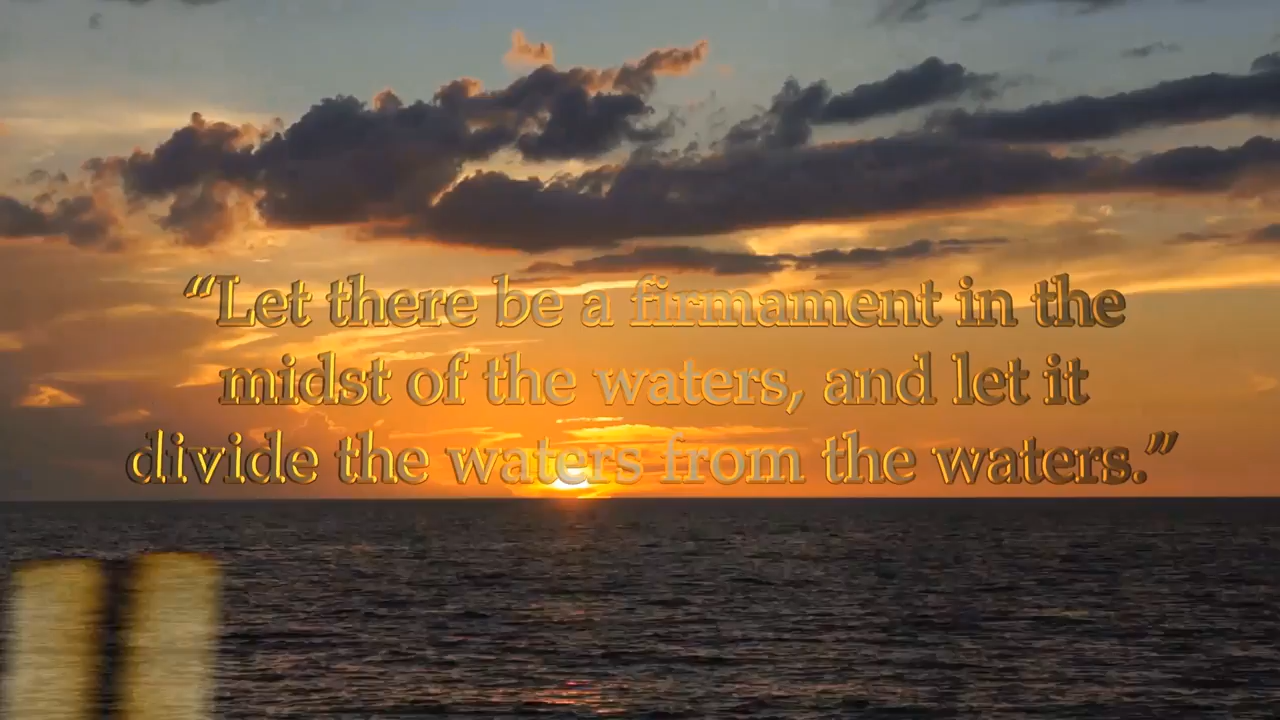 “Let there be a firmament in the
midst of the waters, and let it
divide the waters from the waters.”